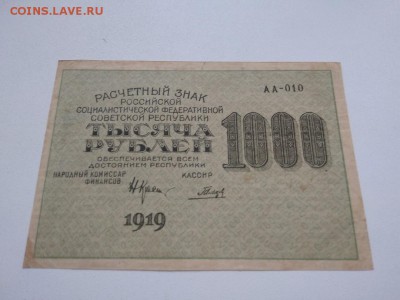 COINS.LAVE.RU
РАСЧЕТНЫЙ ЗНАК
РОССИЙСКОЙ
СОЦИАЛИСТИЧЕСКОЙ ФЕДЕРАТИВНОЙ
СОВЕТСКОЙ РЕСПУБЛИКИ
ТЫСЯЧА
РУБЛЕЙ
ОБЕСПЕЧИВАЕТСЯ ВСЕМ
ДОСТОЯНИЕМ РЕСПУБЛИКИ
НАРОДНЫЙ КОМИССАР
ФИНАНСОВ
КАССИР
1919
АА-010
1000